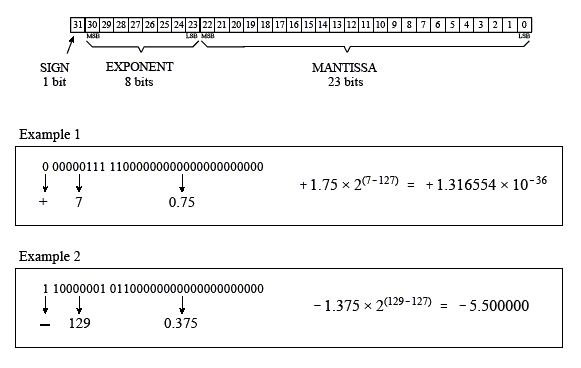 31 30 29 28 27 26 25 24 23 22 21 20 19 18 17 16 15 14 13 12 11 10 9 8 7 6 5 4 3 2 1 0
MSB LSB MSB LSB
SIGN EXPONENT MANTISSA
1 bit 8 bits 23 bits
Example 1
0 00000111 11000000000000000000000
+1.75 × 2^(7−127) = +1.316554 × 10^−36
+ 7 0.75
Example 2
1 10000001 01100000000000000000000
−1.375 × 2^(129−127) = −5.500000
− 129 0.375